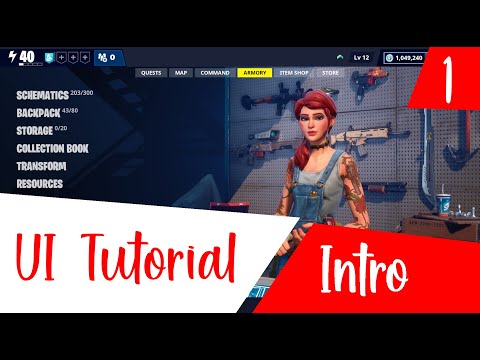 40
0
Lv 12
1,049,240
1
QUESTS MAP COMMAND ARMORY ITEM SHOP STORE
SCHEMATICS 203/300
BACKPACK 43/80
STORAGE 0/20
COLLECTION BOOK
TRANSFORM
RESOURCES
UI Tutorial
Intro